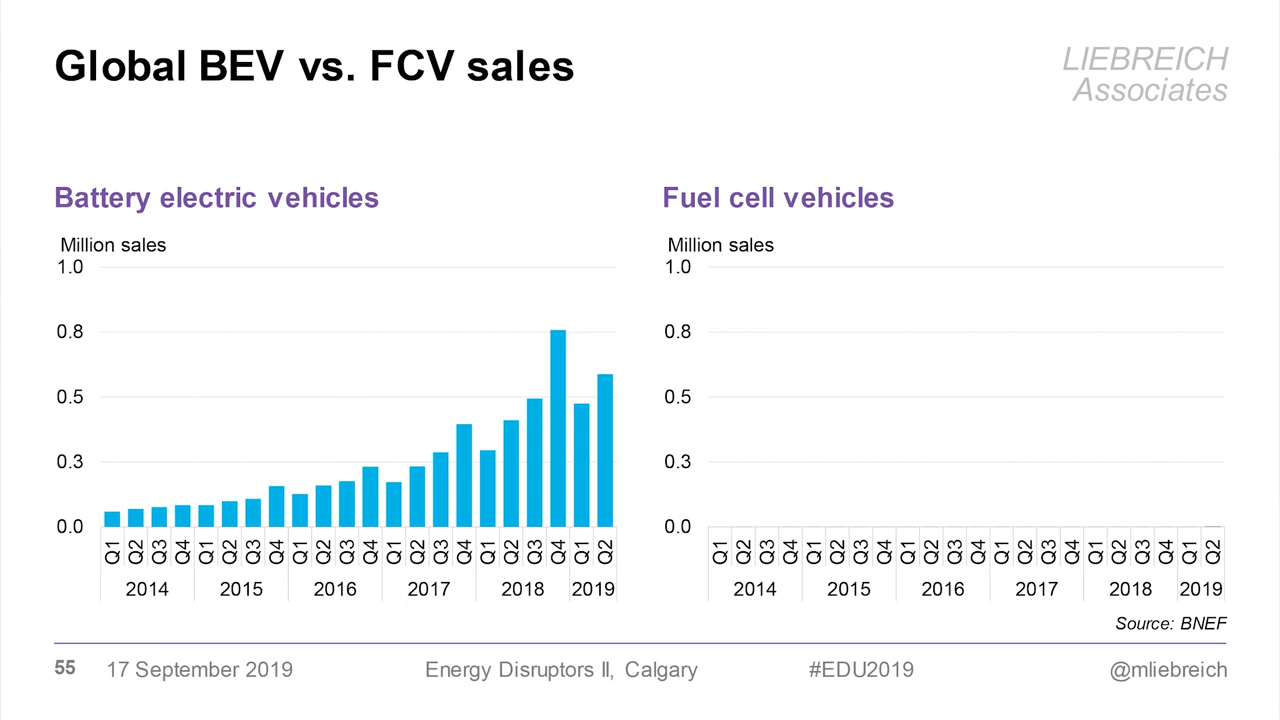 Global BEV vs. FCV sales
LIEBREICH
Associates
Battery electric vehicles
Million sales
1.0
0.8
0.5
0.3
0.0
Q1 Q2 Q3 Q4 Q1 Q2 Q3 Q4 Q1 Q2 Q3 Q4 Q1 Q2 Q3 Q4 Q1 Q2 Q3 Q4 Q1 Q2
2014 2015 2016 2017 2018 2019
Fuel cell vehicles
Million sales
1.0
0.8
0.5
0.3
0.0
Q1 Q2 Q3 Q4 Q1 Q2 Q3 Q4 Q1 Q2 Q3 Q4 Q1 Q2 Q3 Q4 Q1 Q2 Q3 Q4 Q1 Q2
2014 2015 2016 2017 2018 2019
Source: BNEF
55 17 September 2019 Energy Disruptors II, Calgary #EDU2019 @mliebreich